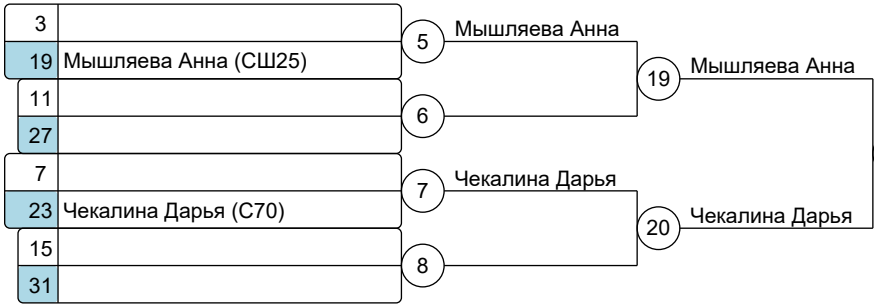 3
5 Мышляева Анна
19 Мышляева Анна (СШ25)
19 Мышляева Анна
11
6
27
7
7 Чекалина Дарья
23 Чекалина Дарья (С70)
20 Чекалина Дарья
15
8
31